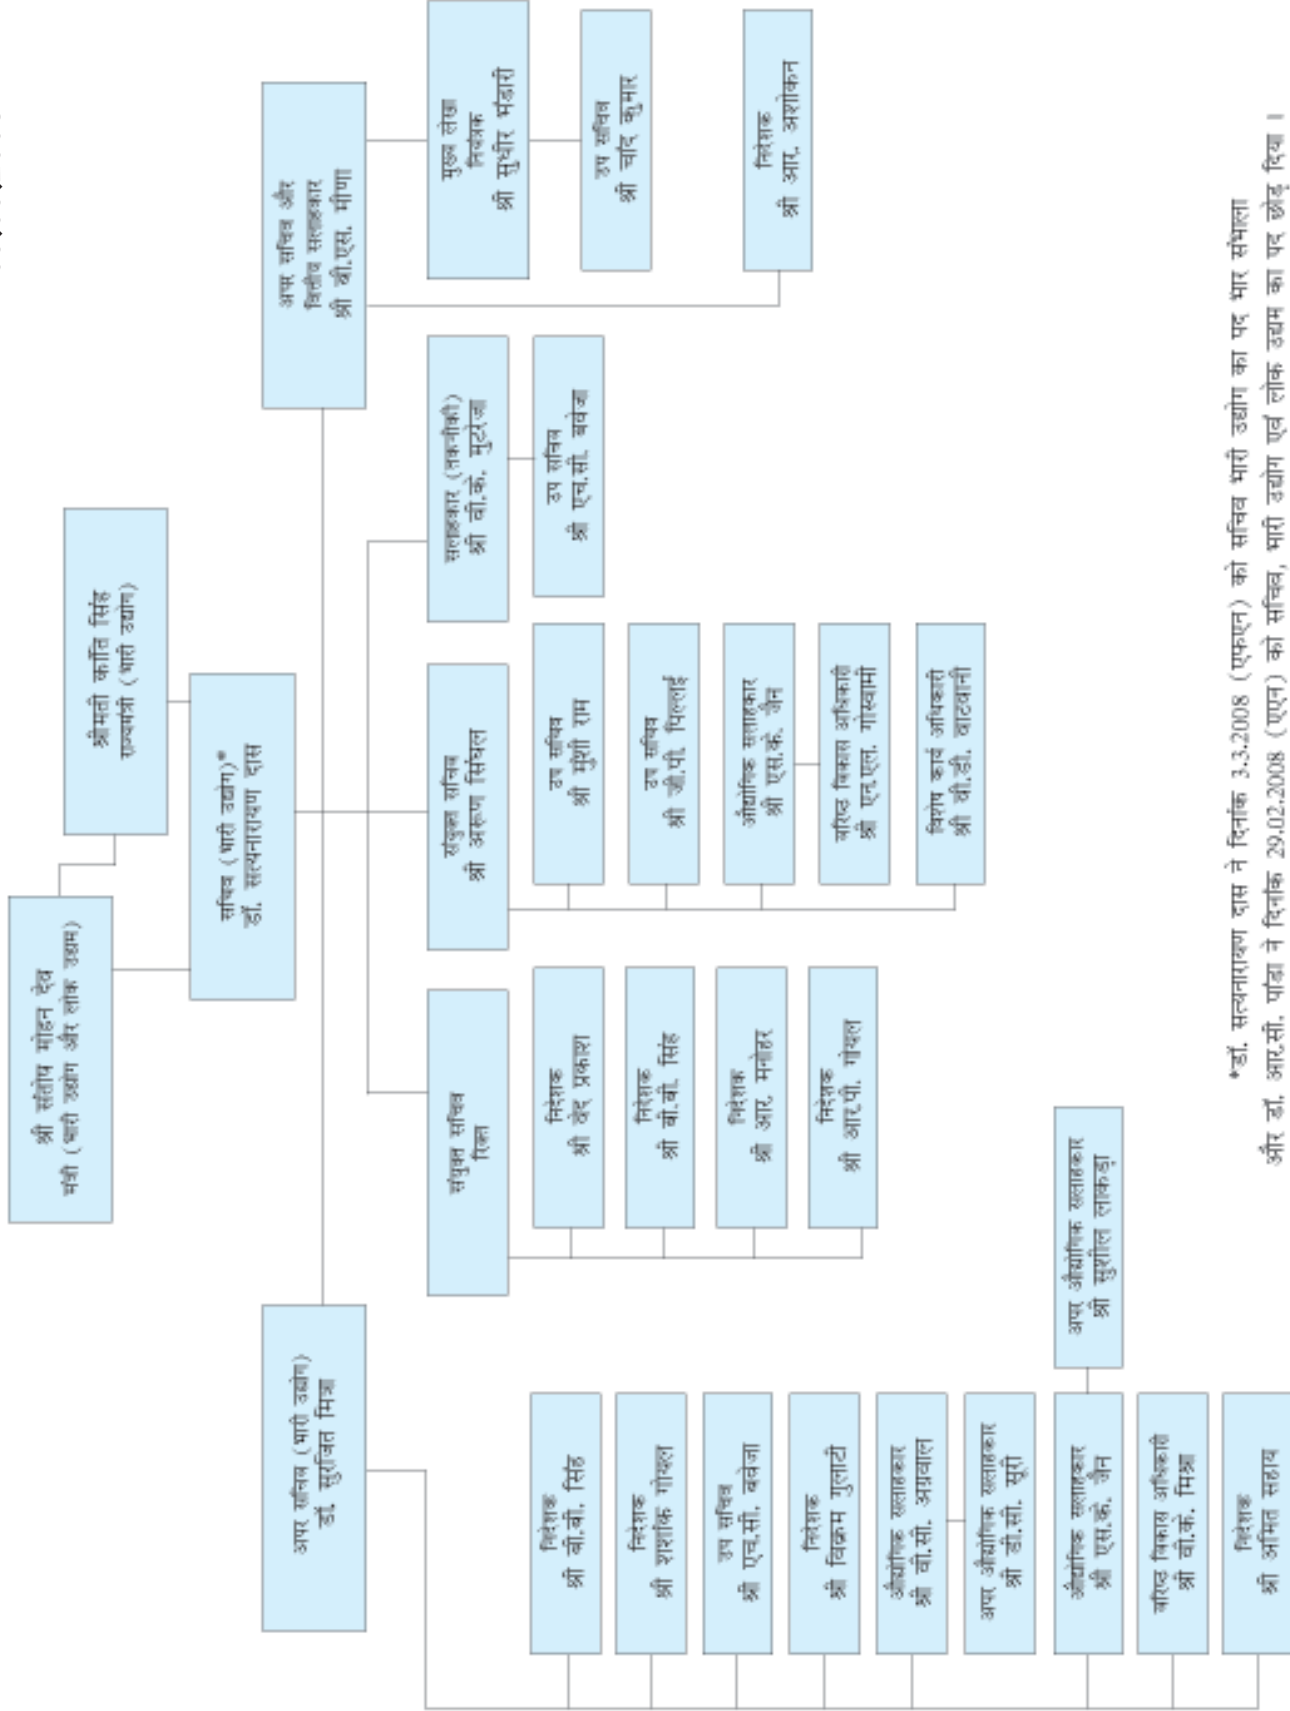 श्री संतोष मोहन देव
मंत्री (भारी उद्योग और लोक उद्यम)
श्रीमती कांति सिंह
राज्यमंत्री (भारी उद्योग)
सचिव (भारी उद्योग)*
डॉ. सत्यनारायण दास
अपर सचिव (भारी उद्योग)
डॉ. सुरजित मित्रा
अपर सचिव और
वित्तीय सलाहकार
श्री बी.एस. मीणा
संयुक्त सचिव
रिक्त
संयुक्त सचिव
श्री अरूण सिंघल
सलाहकार (तकनीकी)
श्री वी.के. मुटरेजा
मुख्य लेखा
नियंत्रक
श्री सुधीर भंडारी
निदेशक
श्री बी.बी. सिंह
निदेशक
श्री शशांक गोयल
उप सचिव
श्री एच.सी. बवेजा
निदेशक
श्री विक्रम गुलाटी
औद्योगिक सलाहकार
श्री वी.सी. अग्रवाल
अपर औद्योगिक सलाहकार
श्री डी.सी. सूरी
औद्योगिक सलाहकार
श्री एस.के. जैन
अपर औद्योगिक सलाहकार
श्री सुशील लाकड़ा
वरिष्ठ विकास अधिकारी
श्री वी.के. मिश्रा
निदेशक
श्री अमित सहाय
निदेशक
श्री वेद प्रकाश
निदेशक
श्री बी.बी. सिंह
निदेशक
श्री आर. मनोहर
निदेशक
श्री आर.पी. गोयल
उप सचिव
श्री मुंशी राम
उप सचिव
श्री जी.पी. पिल्लई
औद्योगिक सलाहकार
श्री एस.के. जैन
वरिष्ठ विकास अधिकारी
श्री एन.एल. गोस्वामी
विशेष कार्य अधिकारी
श्री वी.डी. वाटवानी
उप सचिव
श्री एच.सी. बवेजा
उप सचिव
श्री चांद कुमार
निदेशक
श्री आर. अशोकन
*डॉ. सत्यनारायण दास ने दिनांक 3.3.2008 (एफएन) को सचिव भारी उद्योग का पद भार संभाला
और डॉ. आर.सी. पांडा ने दिनांक 29.02.2008 (एएन) को सचिव, भारी उद्योग एवं लोक उद्यम का पद छोड़ दिया ।